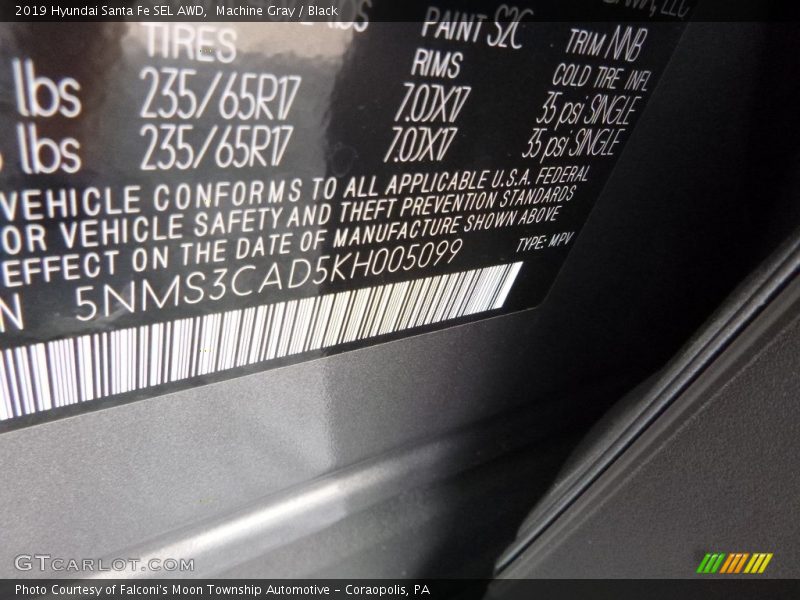 2019 Hyundai Santa Fe SEL AWD, Machine Gray / Black
lbs
LLC
TIRES
PAINT S2C
TRIM NNB
RIMS
COLD TIRE INFL
lbs 235/65R17 7.0JX17 35 psi SINGLE
lbs 235/65R17 7.0JX17 35 psi SINGLE
VEHICLE CONFORMS TO ALL APPLICABLE U.S.A. FEDERAL
OR VEHICLE SAFETY AND THEFT PREVENTION STANDARDS
EFFECT ON THE DATE OF MANUFACTURE SHOWN ABOVE
N 5NMS3CAD5KH005099 TYPE: MPV
GTCARLOT.COM
Photo Courtesy of Falconi's Moon Township Automotive – Coraopolis, PA